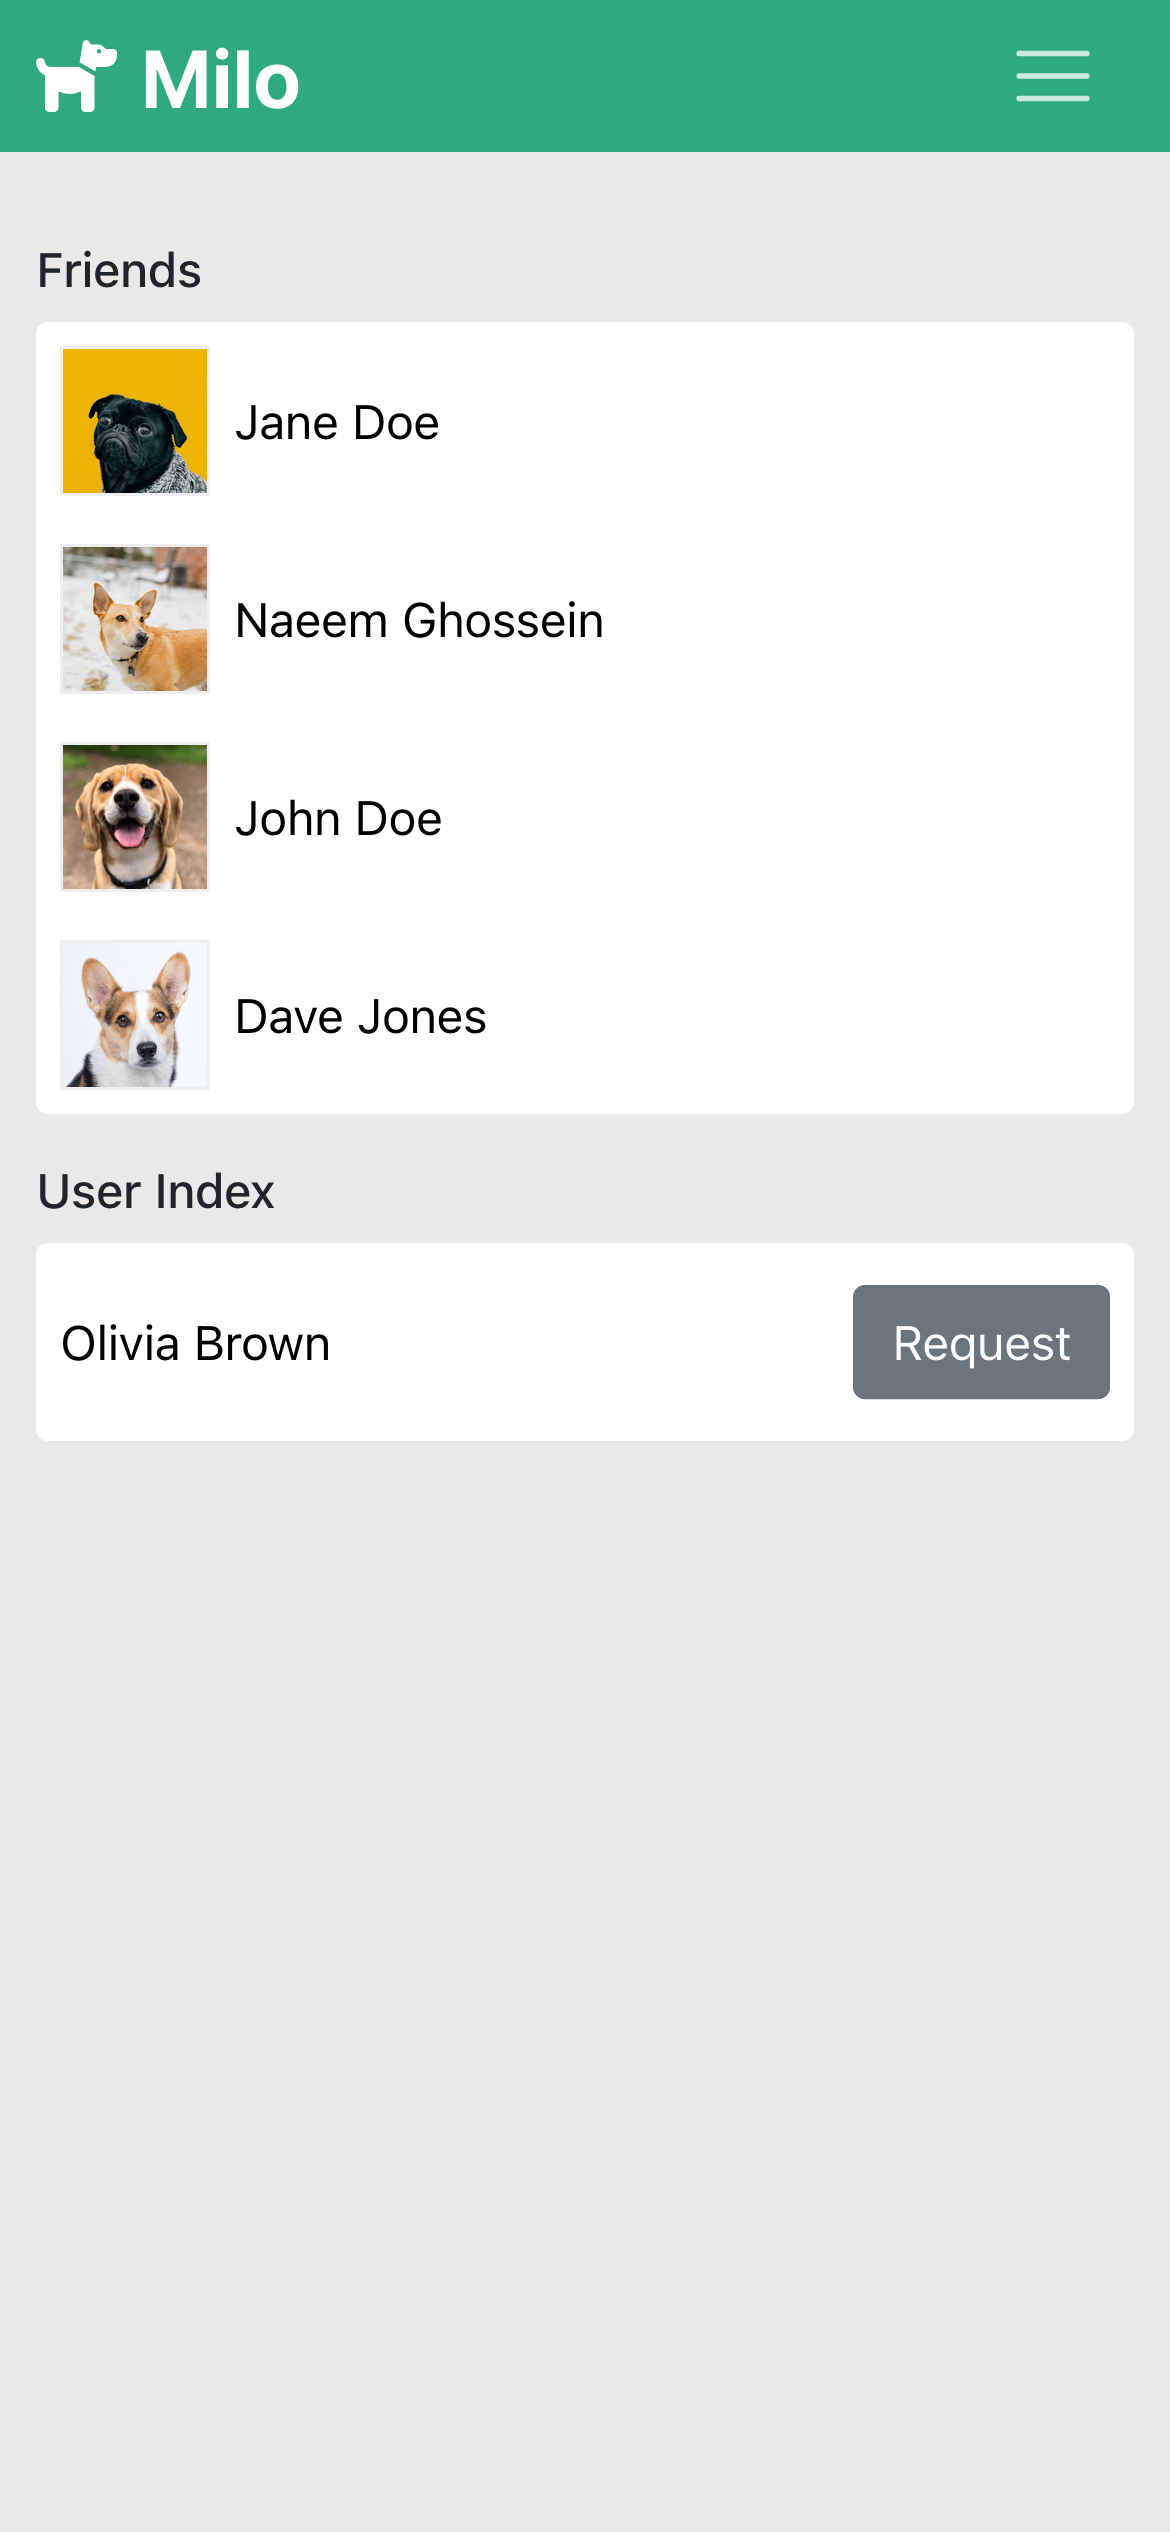 Milo
Friends
Jane Doe
Naeem Ghossein
John Doe
Dave Jones
User Index
Olivia Brown
Request